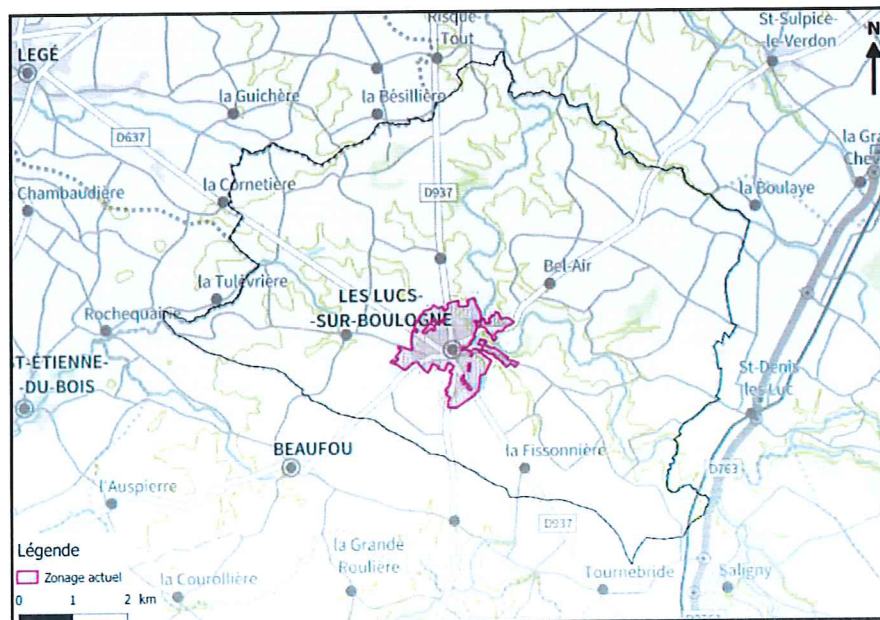 Risque-
Tout
St-Sulpice-
le-Verdon
N
LEGÉ
la Guichère
la Bésillière
la Gra
Chev
D637
Chambaudière
la Cornetière
D937
la Boulaye
la Tulévrière
Bel-Air
LES LUCS-
-SUR-BOULOGNE
Rochequairie
ST-ÉTIENNE-
-DU-BOIS
St-Denis
les Luc
BEAUFOU
la Fissonnière
D763
l'Auspierre
D937
Légende
la Grande
Roulière
Zonage actuel
la Courollière
Tournebride
Saligny
0 1 2 km